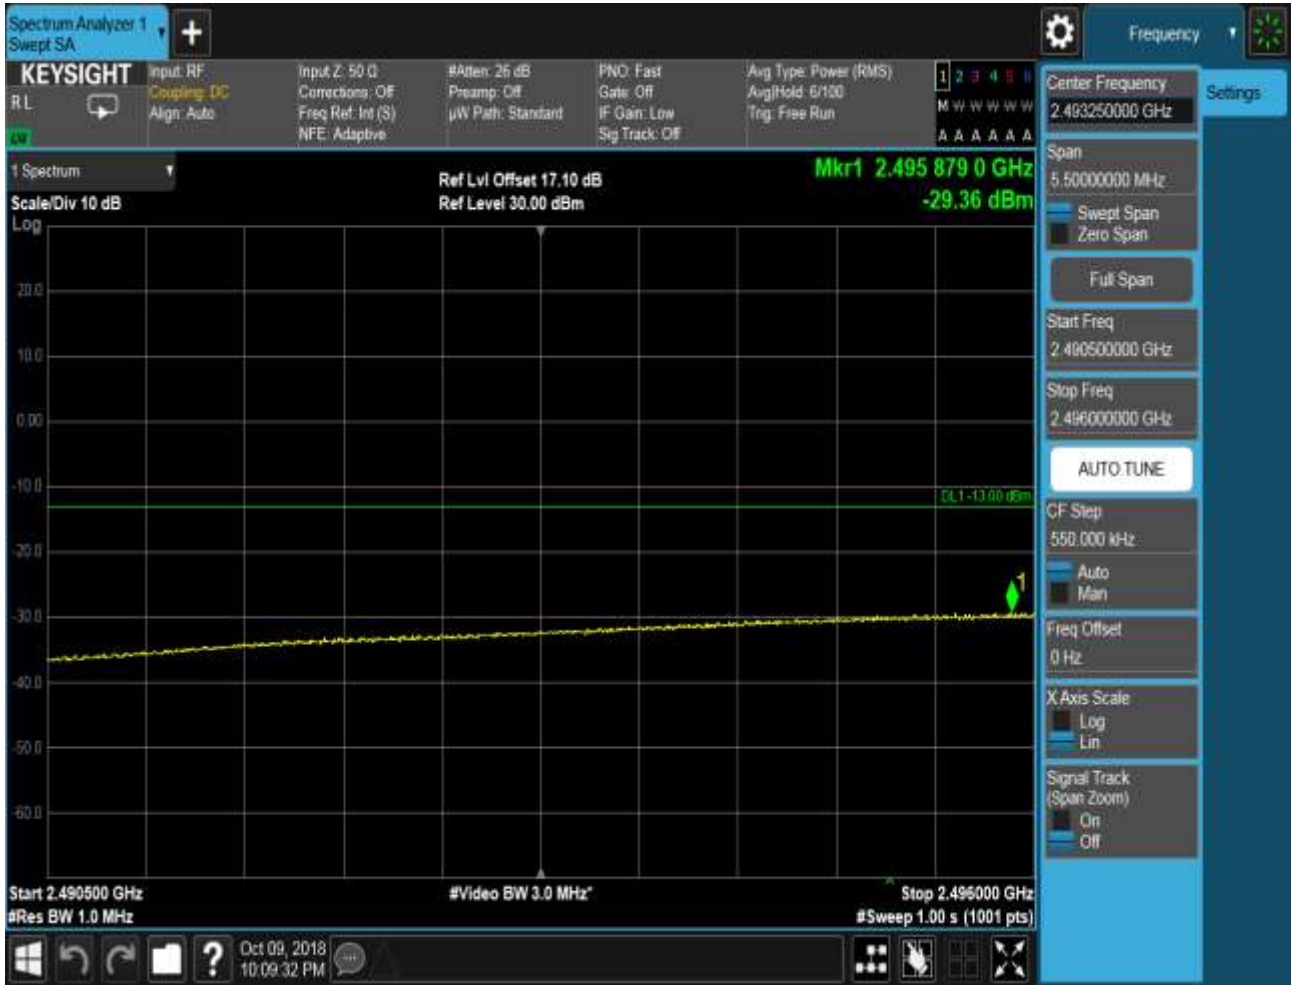 Spectrum Analyzer 1
Swept SA
Frequency
KEYSIGHT
R L
Input: RF
Coupling: DC
Align: Auto
Input Z: 50 Ω
Corrections: Off
Freq Ref: Int (S)
NFE: Adaptive
#Atten: 26 dB
Preamp: Off
µW Path: Standard
PNO: Fast
Gate: Off
IF Gain: Low
Sig Track: Off
Avg Type: Power (RMS)
Avg|Hold: 6/100
Trig: Free Run
1 2 3 4 5 6
M W W W W W
A A A A A A
Center Frequency
2.493250000 GHz
Settings
1 Spectrum
Scale/Div 10 dB
Log
Ref Lvl Offset 17.10 dB
Ref Level 30.00 dBm
Mkr1 2.495 879 0 GHz
-29.36 dBm
20.0
10.0
0.00
-10.0
-20.0
-30.0
-40.0
-50.0
-60.0
DL1 -13.00 dBm
1
Start 2.490500 GHz
#Res BW 1.0 MHz
#Video BW 3.0 MHz*
Stop 2.496000 GHz
#Sweep 1.00 s (1001 pts)
Span
5.50000000 MHz
Swept Span
Zero Span
Full Span
Start Freq
2.490500000 GHz
Stop Freq
2.496000000 GHz
AUTO TUNE
CF Step
550.000 kHz
Auto
Man
Freq Offset
0 Hz
X Axis Scale
Log
Lin
Signal Track
(Span Zoom)
On
Off
?
Oct 09, 2018
10:09:32 PM